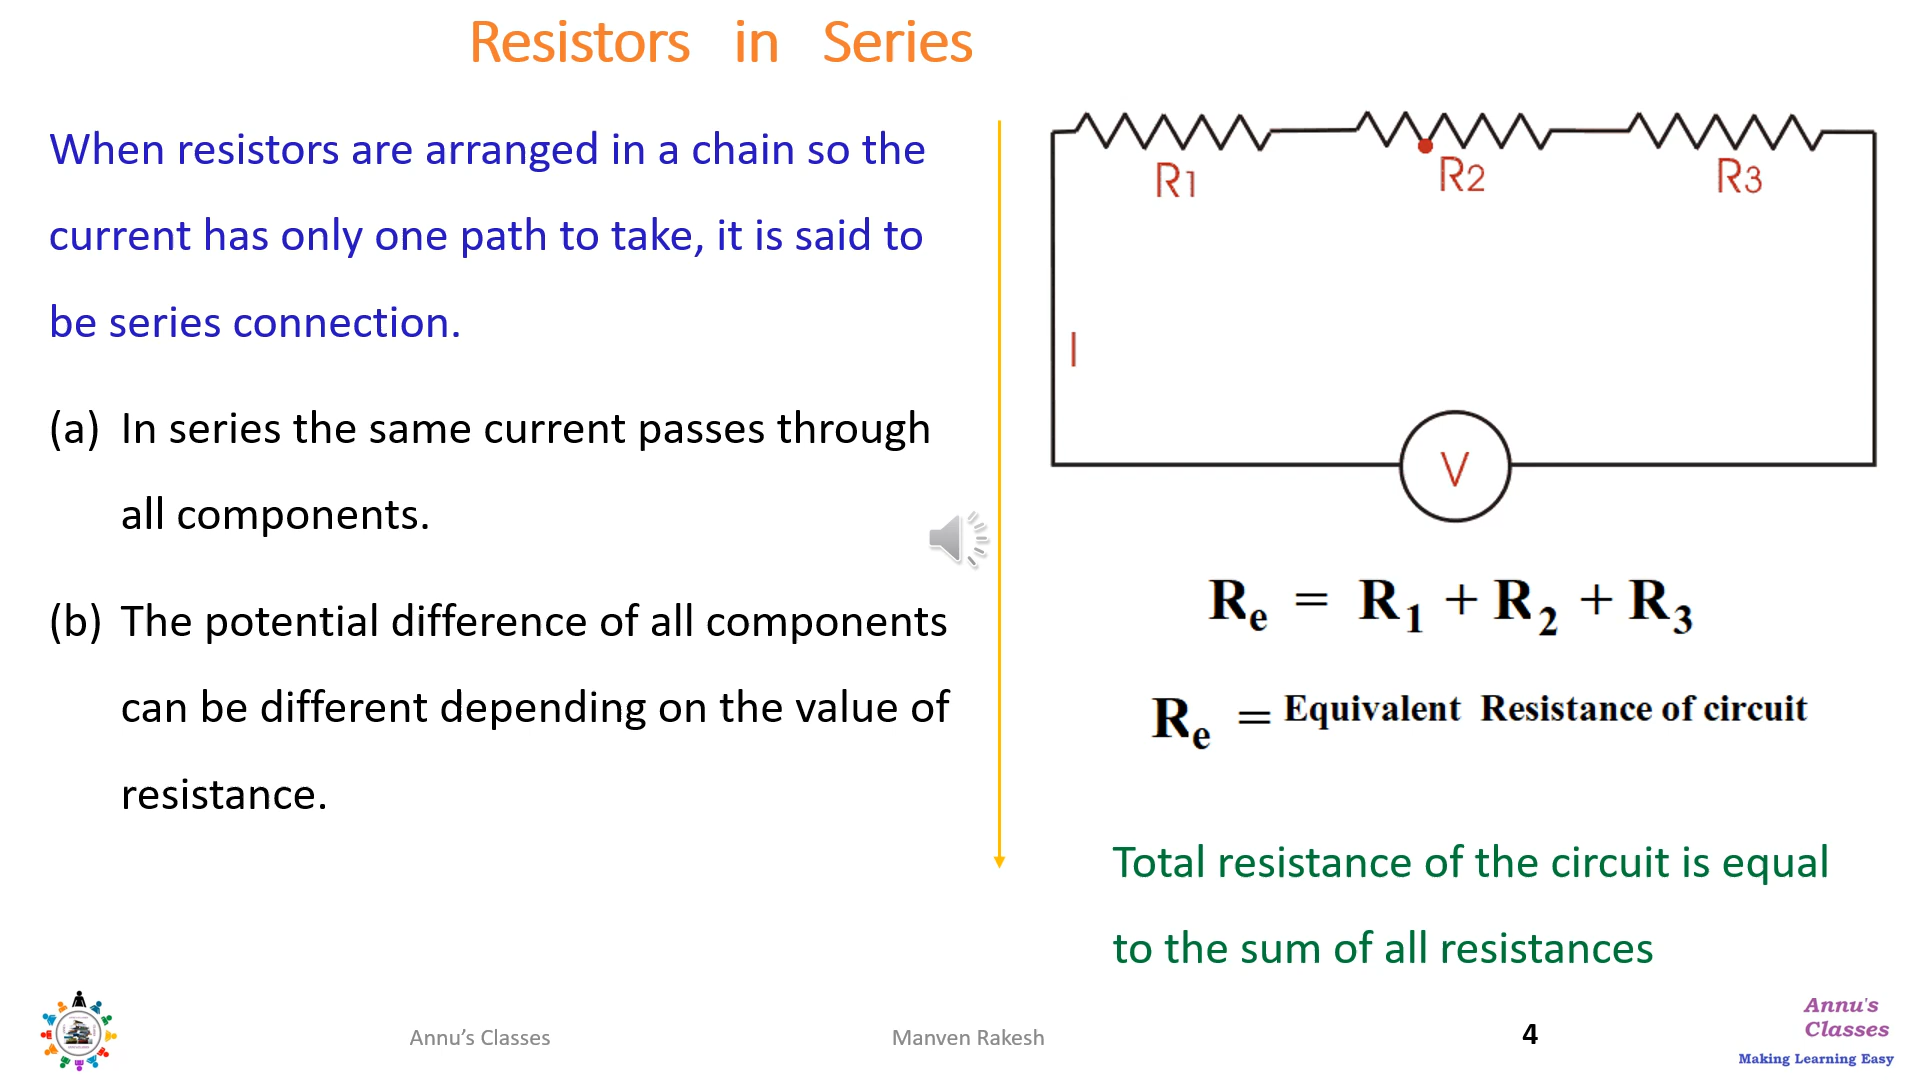 Resistors in Series
When resistors are arranged in a chain so the
current has only one path to take, it is said to
be series connection.
(a) In series the same current passes through
all components.
(b) The potential difference of all components
can be different depending on the value of
resistance.
R1
R2
R3
I
V
Rₑ = R₁ + R₂ + R₃
Rₑ = Equivalent Resistance of circuit
Total resistance of the circuit is equal
to the sum of all resistances
Annu’s Classes
Manven Rakesh
4
Annu's
Classes
Making Learning Easy